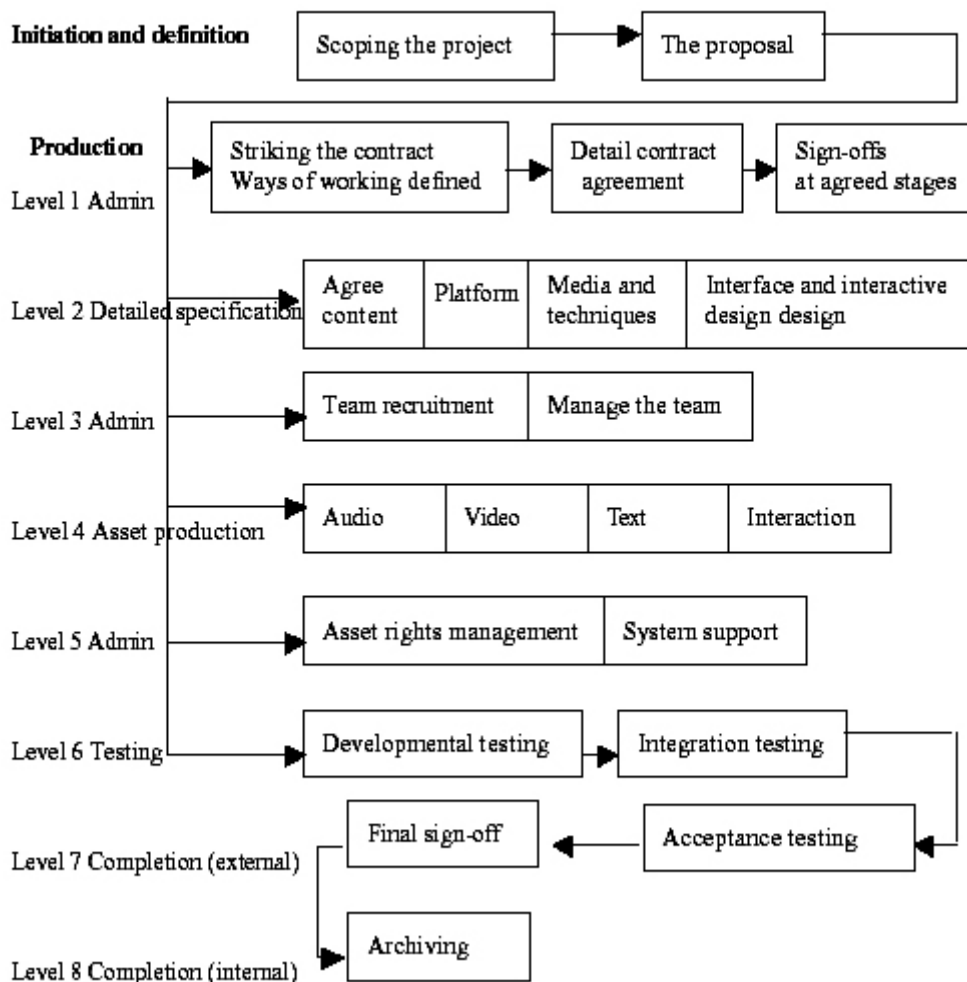 Initiation and definition
Scoping the project
The proposal
Production
Level 1 Admin
Striking the contract
Ways of working defined
Detail contract
agreement
Sign-offs
at agreed stages
Level 2 Detailed specification
Agree
content
Platform
Media and
techniques
Interface and interactive
design design
Level 3 Admin
Team recruitment
Manage the team
Level 4 Asset production
Audio
Video
Text
Interaction
Level 5 Admin
Asset rights management
System support
Level 6 Testing
Developmental testing
Integration testing
Level 7 Completion (external)
Final sign-off
Acceptance testing
Level 8 Completion (internal)
Archiving